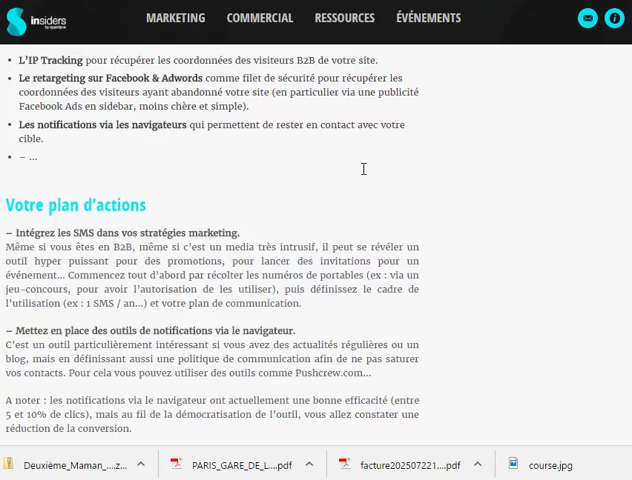 insiders
MARKETING COMMERCIAL RESSOURCES ÉVÉNEMENTS
• L'IP Tracking pour récupérer les coordonnées des visiteurs B2B de votre site.
• Le retargeting sur Facebook & Adwords comme filet de sécurité pour récupérer les
coordonnées des visiteurs ayant abandonné votre site (en particulier via une publicité
Facebook Ads en sidebar, moins chère et simple).
• Les notifications via les navigateurs qui permettent de rester en contact avec votre
cible.
• – ...
Votre plan d'actions
– Intégrez les SMS dans vos stratégies marketing.
Même si vous êtes en B2B, même si c'est un media très intrusif, il peut se révéler un
outil hyper puissant pour des promotions, pour lancer des invitations pour un
événement... Commencez tout d'abord par récolter les numéros de portables (ex : via un
jeu-concours, pour avoir l'autorisation de les utiliser), puis définissez le cadre de
l'utilisation (ex : 1 SMS / an...) et votre plan de communication.
– Mettez en place des outils de notifications via le navigateur.
C'est un outil particulièrement intéressant si vous avez des actualités régulières ou un
blog, mais en définissant aussi une politique de communication afin de ne pas saturer
vos contacts. Pour cela vous pouvez utiliser des outils comme Pushcrew.com...
A noter : les notifications via le navigateur ont actuellement une bonne efficacité (entre
5 et 10% de clics), mais au fil de la démocratisation de l'outil, vous allez constater une
réduction de la conversion.
Deuxième_Maman_....z... PARIS_GARE_DE_L....pdf facture202507221....pdf course.jpg